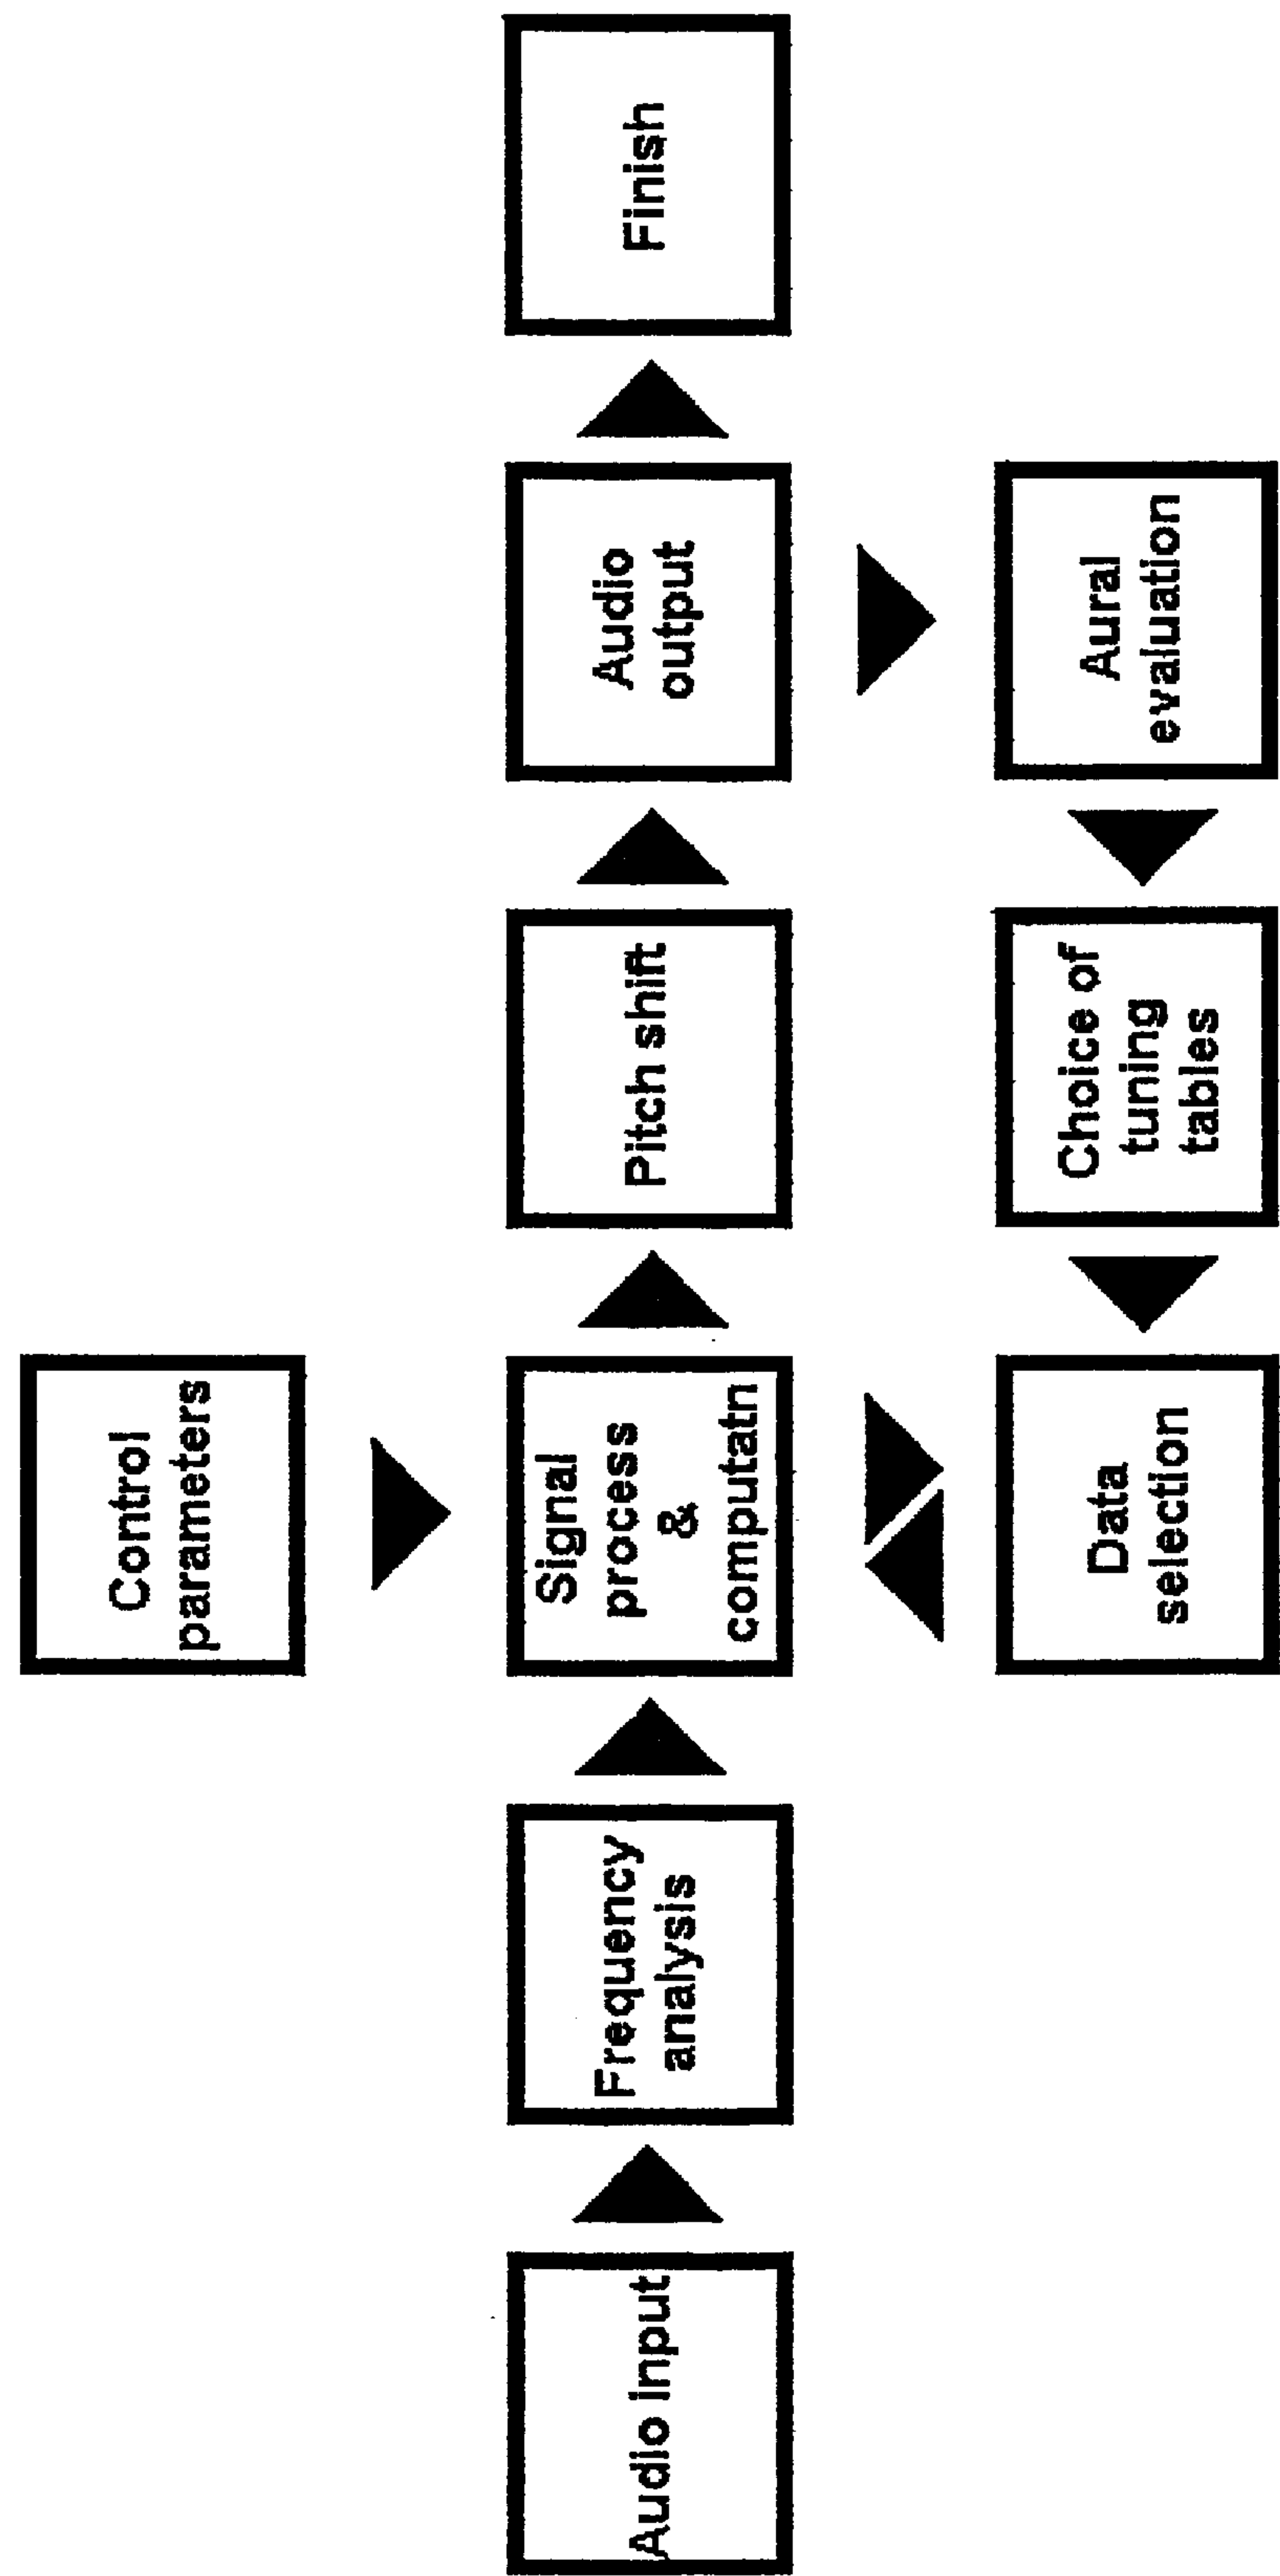 Control
parameters
Audio input
Frequency
analysis
Signal
process
&
computatn
Pitch shift
Audio
output
Finish
Data
selection
Choice of
tuning
tables
Aural
evaluation